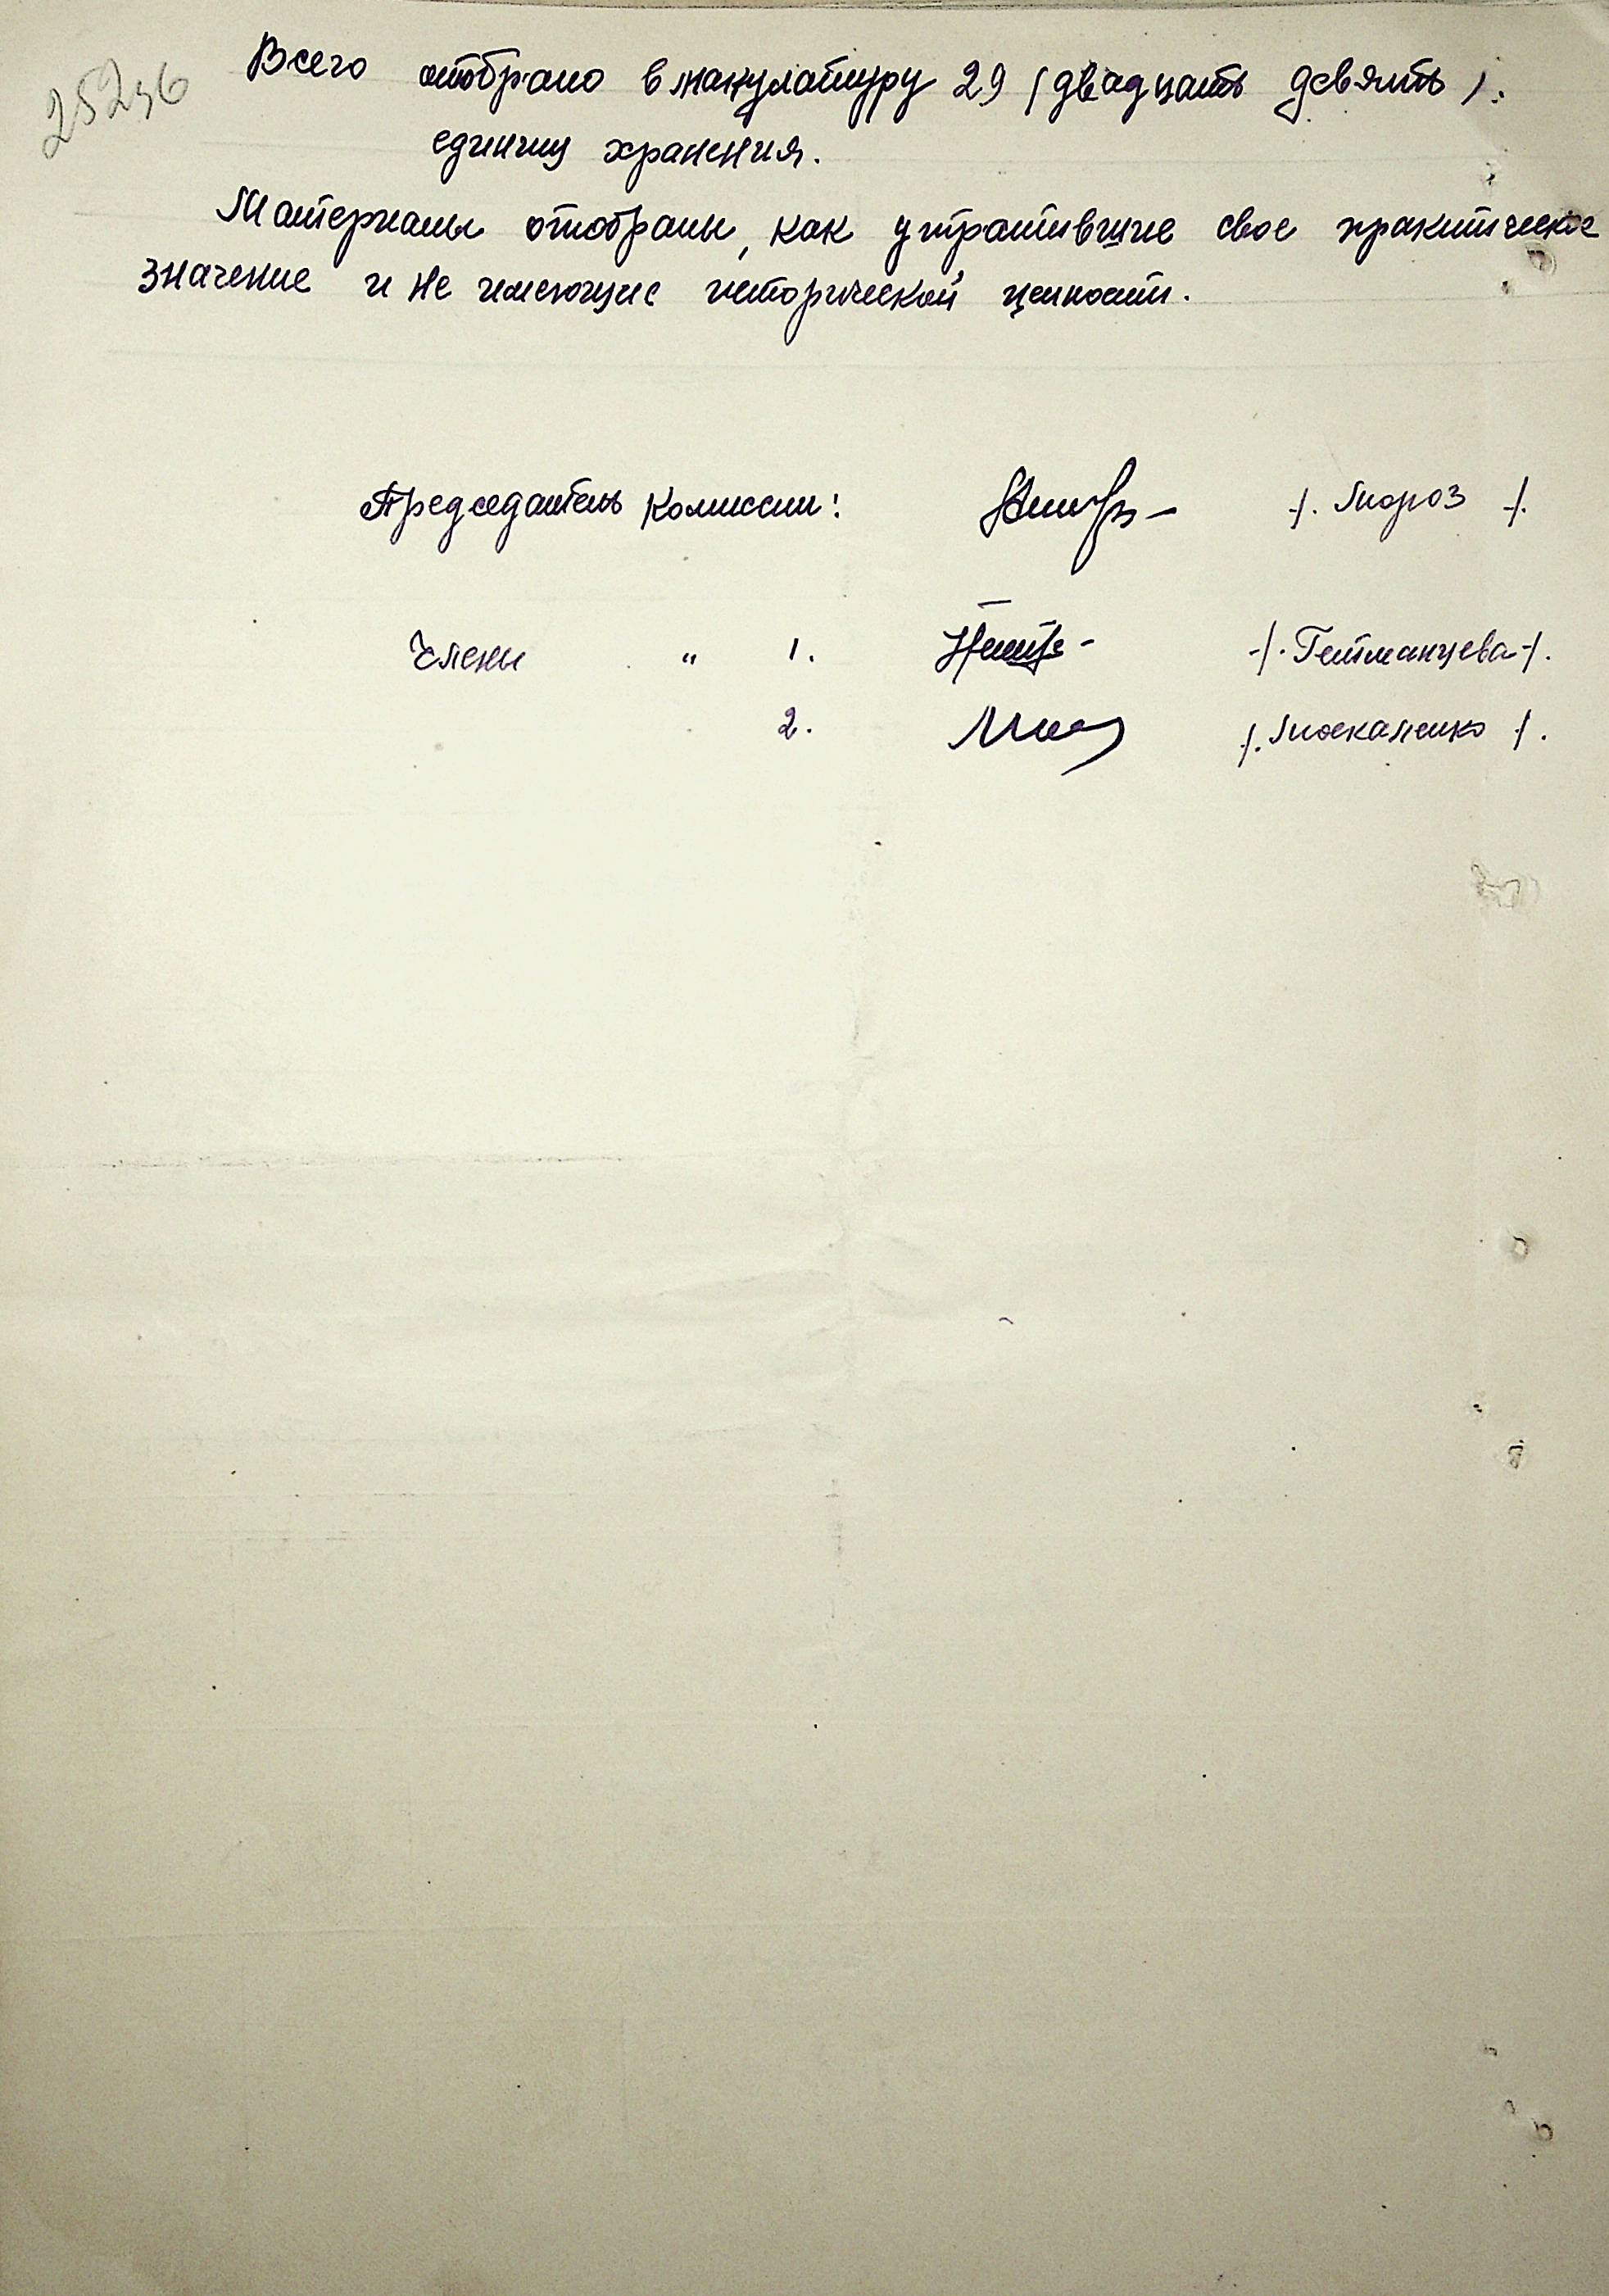 Всего отобрано в макулатуру 29 (двадцать девять).
единиц хранения.
Материалы отобраны, как утратившие свое практическое
значение и не имеющие исторической ценности.
Председатель Комиссии: /. Мороз /.
Члены " 1. /. Гетманцева /.
2. /. Москаленко /.